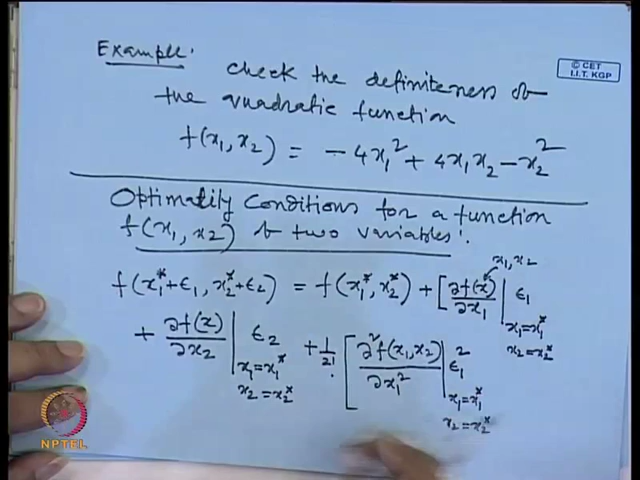 Example:
© CET
I.I.T. KGP
Check the definiteness of
the quadratic function
f(x₁, x₂) = -4x₁² + 4x₁x₂ - x₂²
Optimality Conditions for a function
f(x₁, x₂) of two variables:
x₁, x₂
f(x₁* + ε₁, x₂* + ε₂) = f(x₁*, x₂*) + [∂f(x)/∂x₁ | ε₁
x₁ = x₁*
x₂ = x₂*
+ ∂f(x)/∂x₂ | ε₂ + 1/2! [∂²f(x₁, x₂)/∂x₁² | ε₁²
x₁ = x₁*
x₂ = x₂*
x₁ = x₁*
x₂ = x₂*
NPTEL